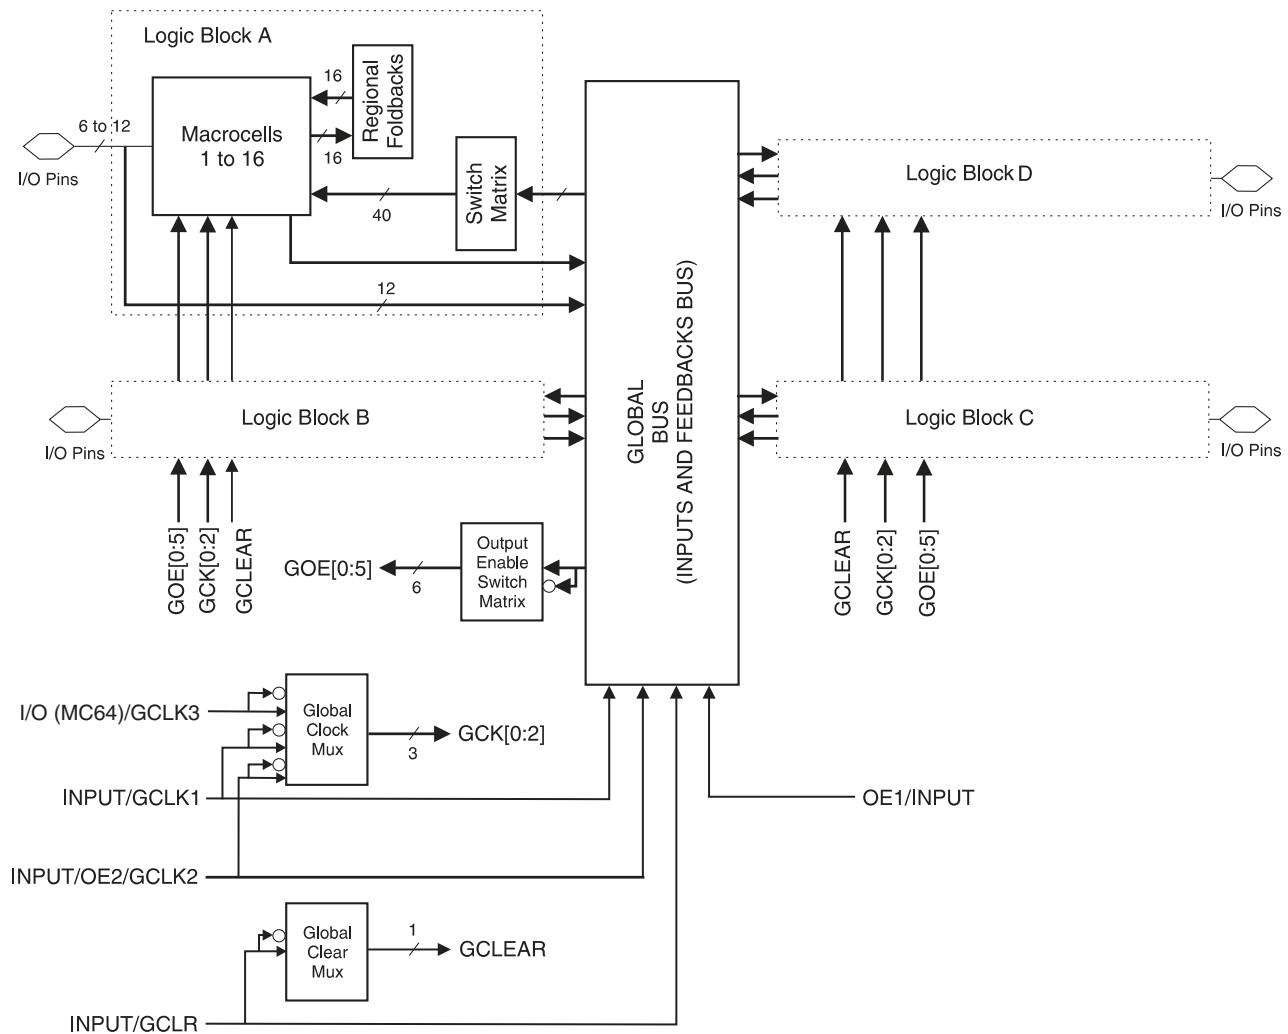 Logic Block A
16
Regional
Foldbacks
6 to 12
Macrocells
1 to 16
16
I/O Pins
40
Switch
Matrix
12
Logic Block D
I/O Pins
GLOBAL
BUS
(INPUTS AND FEEDBACKS BUS)
Logic Block B
I/O Pins
Logic Block C
I/O Pins
GOE[0:5]
GCK[0:2]
GCLEAR
GCLEAR
GCK[0:2]
GOE[0:5]
GOE[0:5]
6
Output
Enable
Switch
Matrix
I/O (MC64)/GCLK3
Global
Clock
Mux
3
GCK[0:2]
INPUT/GCLK1
OE1/INPUT
INPUT/OE2/GCLK2
Global
Clear
Mux
1
GCLEAR
INPUT/GCLR